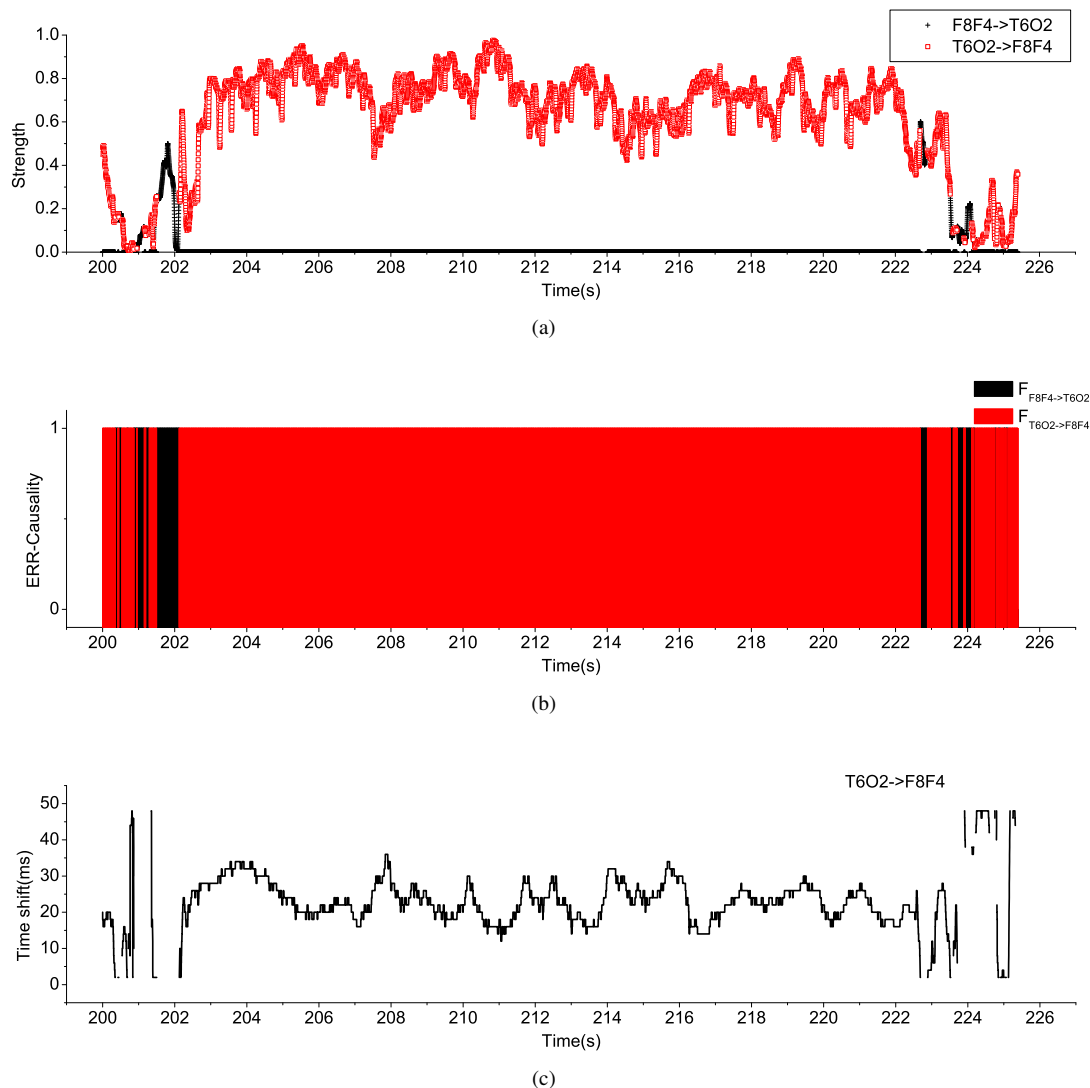 F8F4->T6O2
T6O2->F8F4
1.0
0.8
0.6
0.4
0.2
0.0
Strength
200 202 204 206 208 210 212 214 216 218 220 222 224 226
Time(s)
(a)
F F8F4->T6O2
F T6O2->F8F4
1
0
ERR-Causality
200 202 204 206 208 210 212 214 216 218 220 222 224 226
Time(s)
(b)
T6O2->F8F4
50
40
30
20
10
0
Time shift(ms)
200 202 204 206 208 210 212 214 216 218 220 222 224 226
Time(s)
(c)